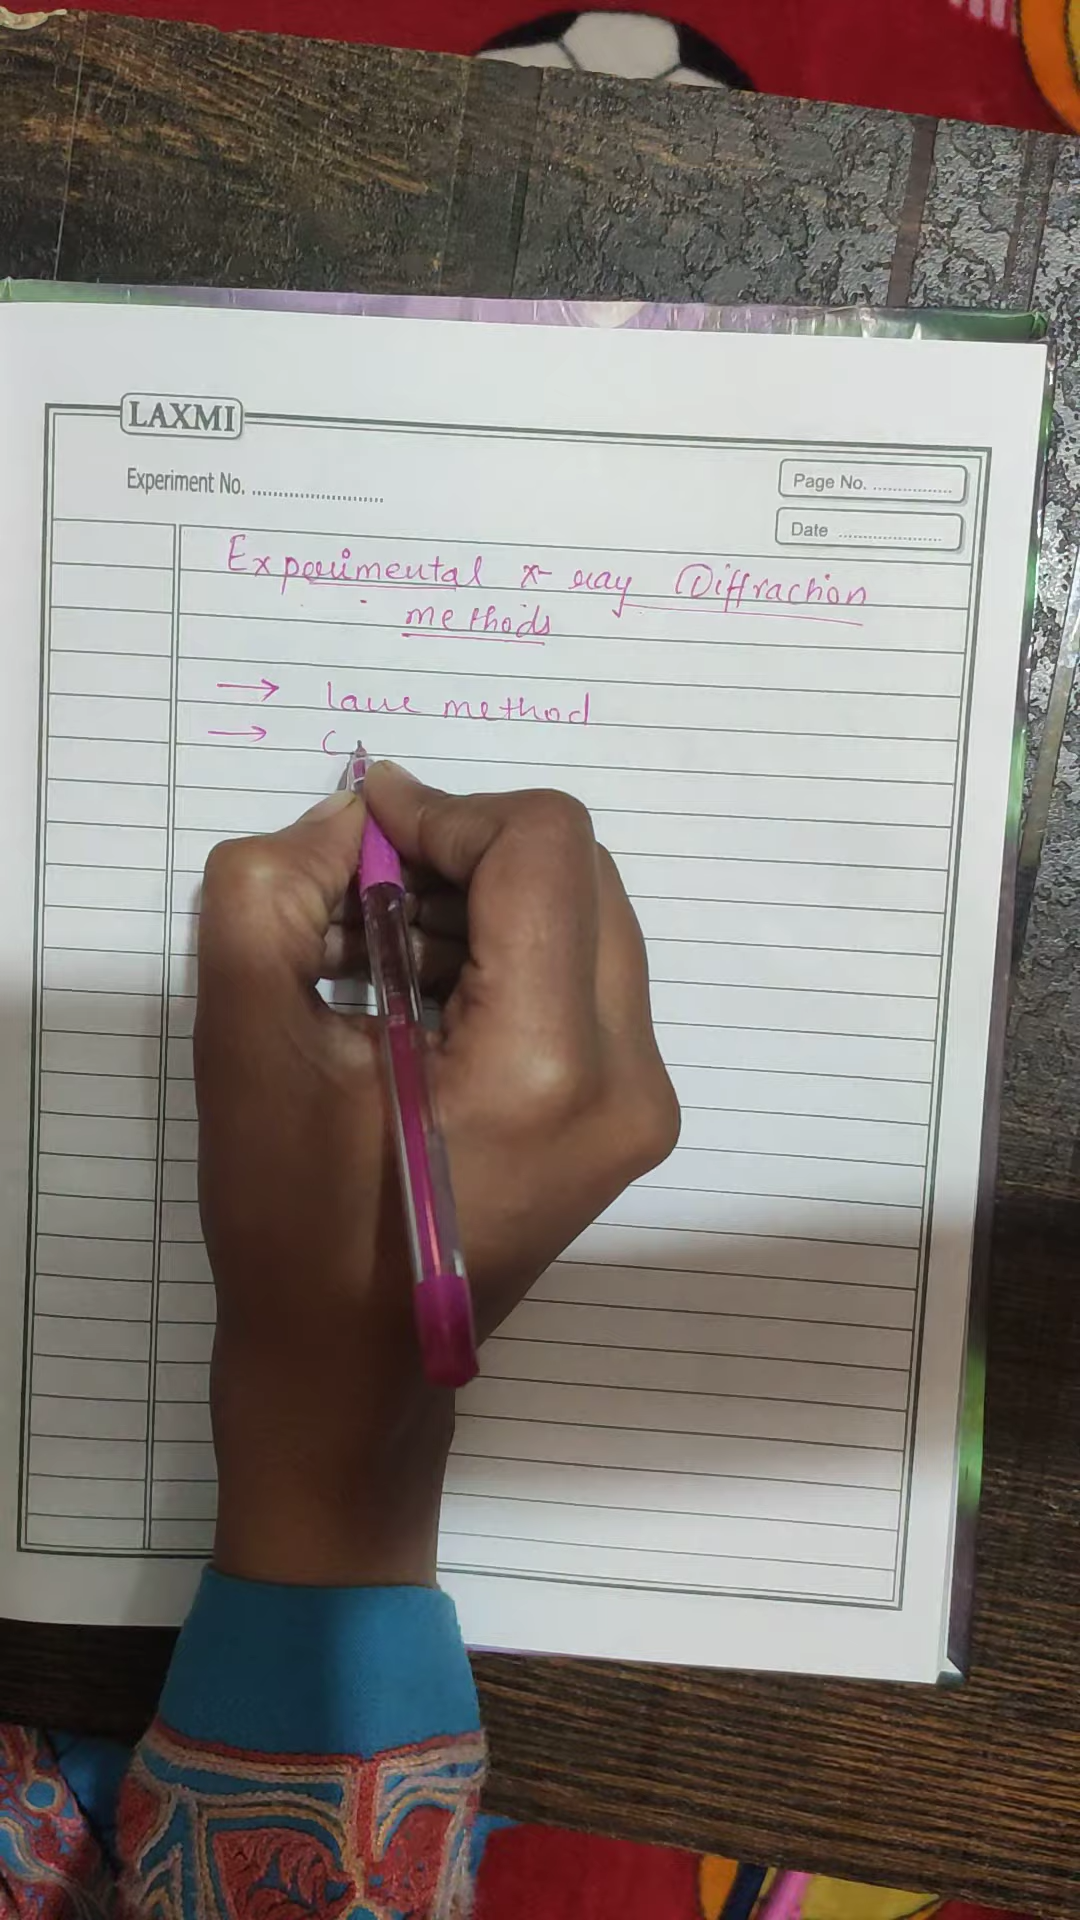 LAXMI
Experiment No. ..........................
Page No. ................
Date .....................
Experimental x-ray Diffraction
methods
→ laue method
→ C